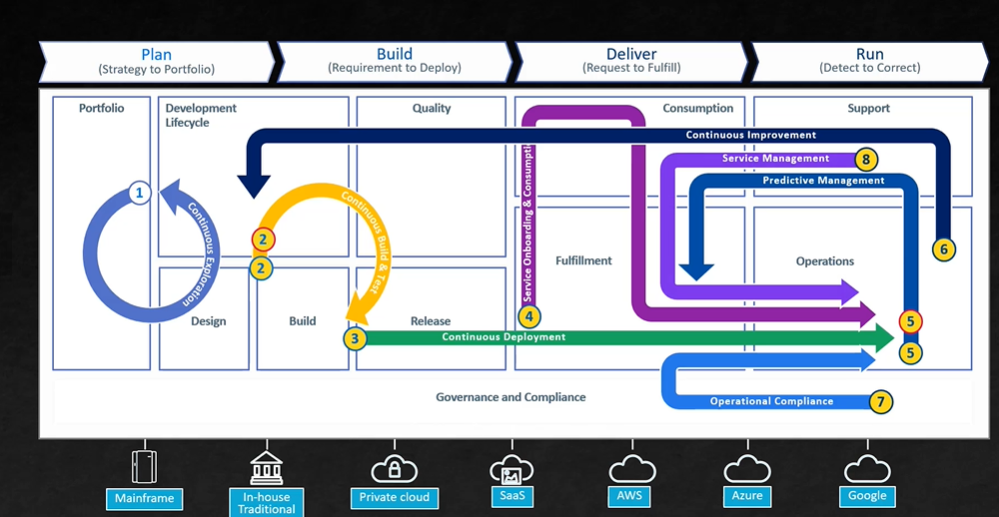 Plan
(Strategy to Portfolio)
Build
(Requirement to Deploy)
Deliver
(Request to Fulfill)
Run
(Detect to Correct)
Portfolio
Development
Lifecycle
Quality
Consumption
Support
Continuous Improvement
Service Management
8
Predictive Management
1
Continuous Exploration
2
2
Continuous Build & Test
Service Onboarding & Consumption
6
Fulfillment
Operations
Design
Build
Release
4
5
3
Continuous Deployment
5
Governance and Compliance
Operational Compliance
7
Mainframe
In-house
Traditional
Private cloud
SaaS
AWS
Azure
Google